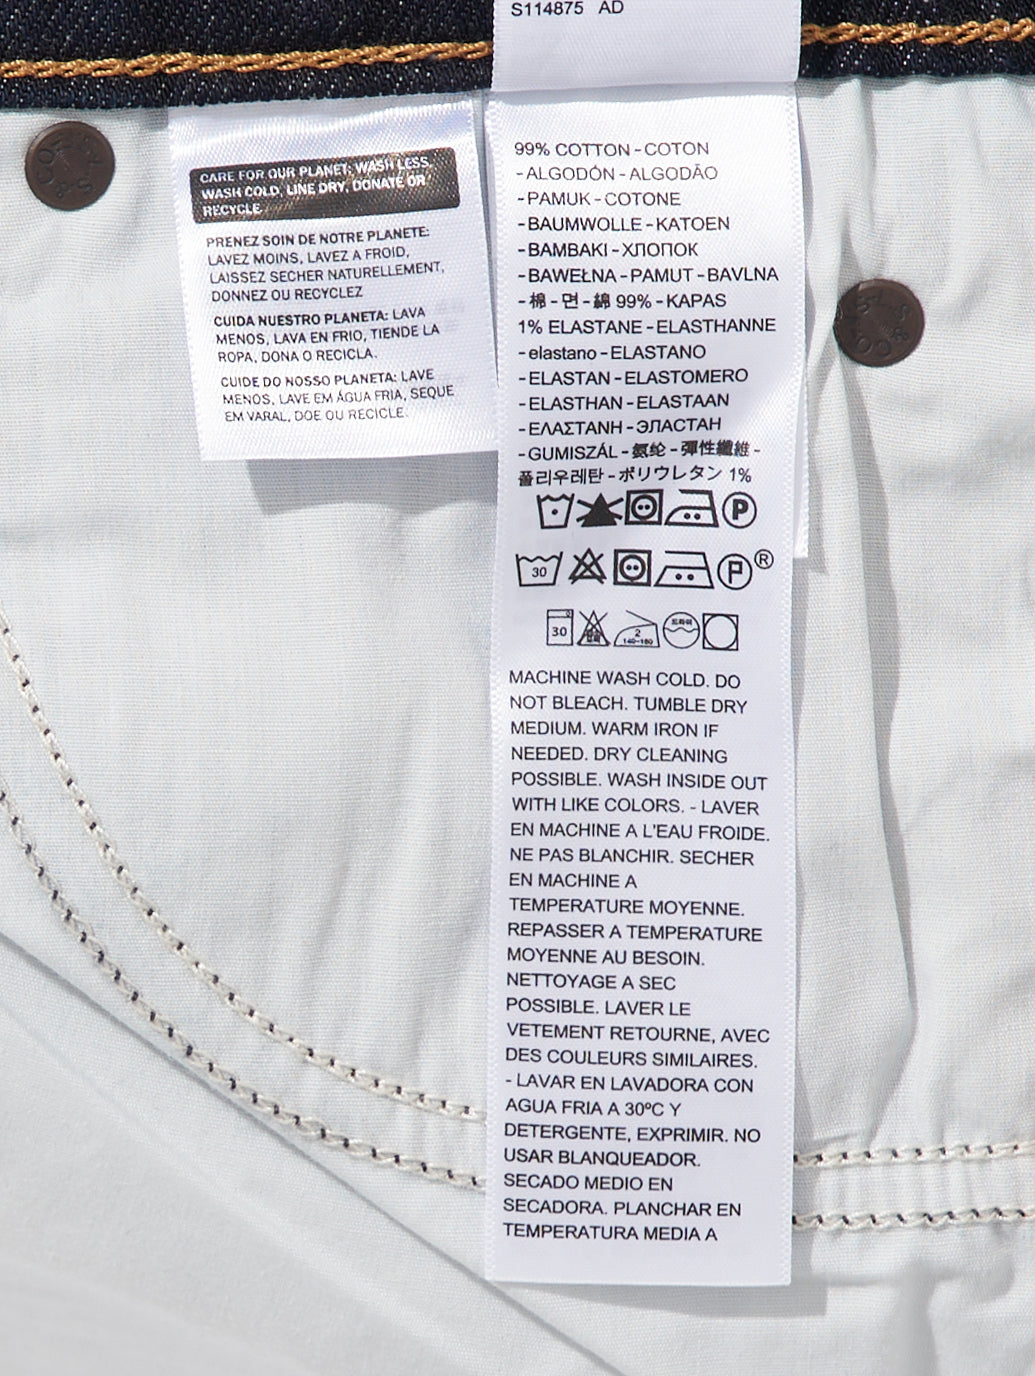 S114875 AD
CARE FOR OUR PLANET: WASH LESS,
WASH COLD, LINE DRY, DONATE OR
RECYCLE
PRENEZ SOIN DE NOTRE PLANETE:
LAVEZ MOINS, LAVEZ A FROID,
LAISSEZ SECHER NATURELLEMENT,
DONNEZ OU RECYCLEZ
CUIDA NUESTRO PLANETA: LAVA
MENOS, LAVA EN FRIO, TIENDE LA
ROPA, DONA O RECICLA.
CUIDE DO NOSSO PLANETA: LAVE
MENOS, LAVE EM ÁGUA FRIA, SEQUE
EM VARAL, DOE OU RECICLE.
99% COTTON - COTON
- ALGODÓN - ALGODÃO
- PAMUK - COTONE
- BAUMWOLLE - KATOEN
- BAMBAKI - ХЛОПОК
- BAWEŁNA - PAMUT - BAVLNA
- 棉 - 면 - 綿 99% - KAPAS
1% ELASTANE - ELASTHANNE
- elastano - ELASTANO
- ELASTAN - ELASTOMERO
- ELASTHAN - ELASTAAN
- ΕΛΑΣΤΑΝΗ - ЭЛАСТАН
- GUMISZÁL - 氨纶 - 彈性纖維 -
폴리우레탄 - ポリウレタン 1%
P
30 P ®
30 2 140-160 드라이
MACHINE WASH COLD. DO
NOT BLEACH. TUMBLE DRY
MEDIUM. WARM IRON IF
NEEDED. DRY CLEANING
POSSIBLE. WASH INSIDE OUT
WITH LIKE COLORS. - LAVER
EN MACHINE A L'EAU FROIDE.
NE PAS BLANCHIR. SECHER
EN MACHINE A
TEMPERATURE MOYENNE.
REPASSER A TEMPERATURE
MOYENNE AU BESOIN.
NETTOYAGE A SEC
POSSIBLE. LAVER LE
VETEMENT RETOURNE, AVEC
DES COULEURS SIMILAIRES.
- LAVAR EN LAVADORA CON
AGUA FRIA A 30ºC Y
DETERGENTE, EXPRIMIR. NO
USAR BLANQUEADOR.
SECADO MEDIO EN
SECADORA. PLANCHAR EN
TEMPERATURA MEDIA A